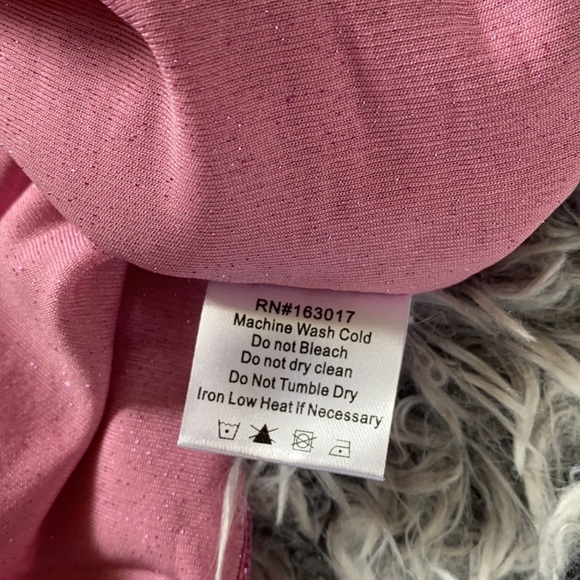 RN#163017
Machine Wash Cold
Do not Bleach
Do not dry clean
Do Not Tumble Dry
Iron Low Heat if Necessary